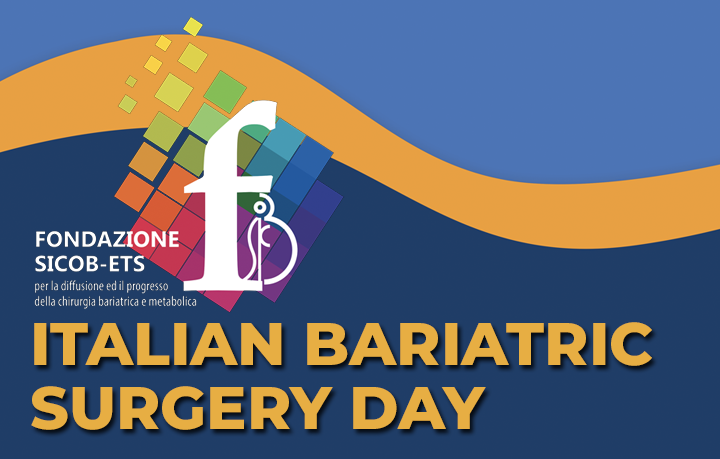 f
FONDAZIONE
SICOB-ETS
per la diffusione ed il progresso
della chirurgia bariatrica e metabolica
ITALIAN BARIATRIC
SURGERY DAY